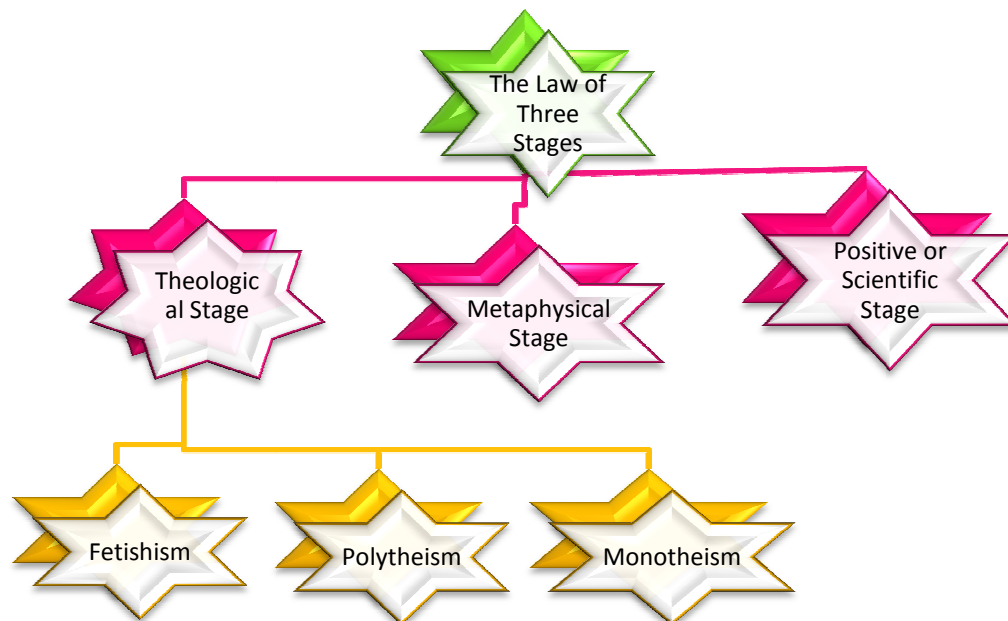 The Law of
Three
Stages
Theologic
al Stage
Metaphysical
Stage
Positive or
Scientific
Stage
Fetishism
Polytheism
Monotheism